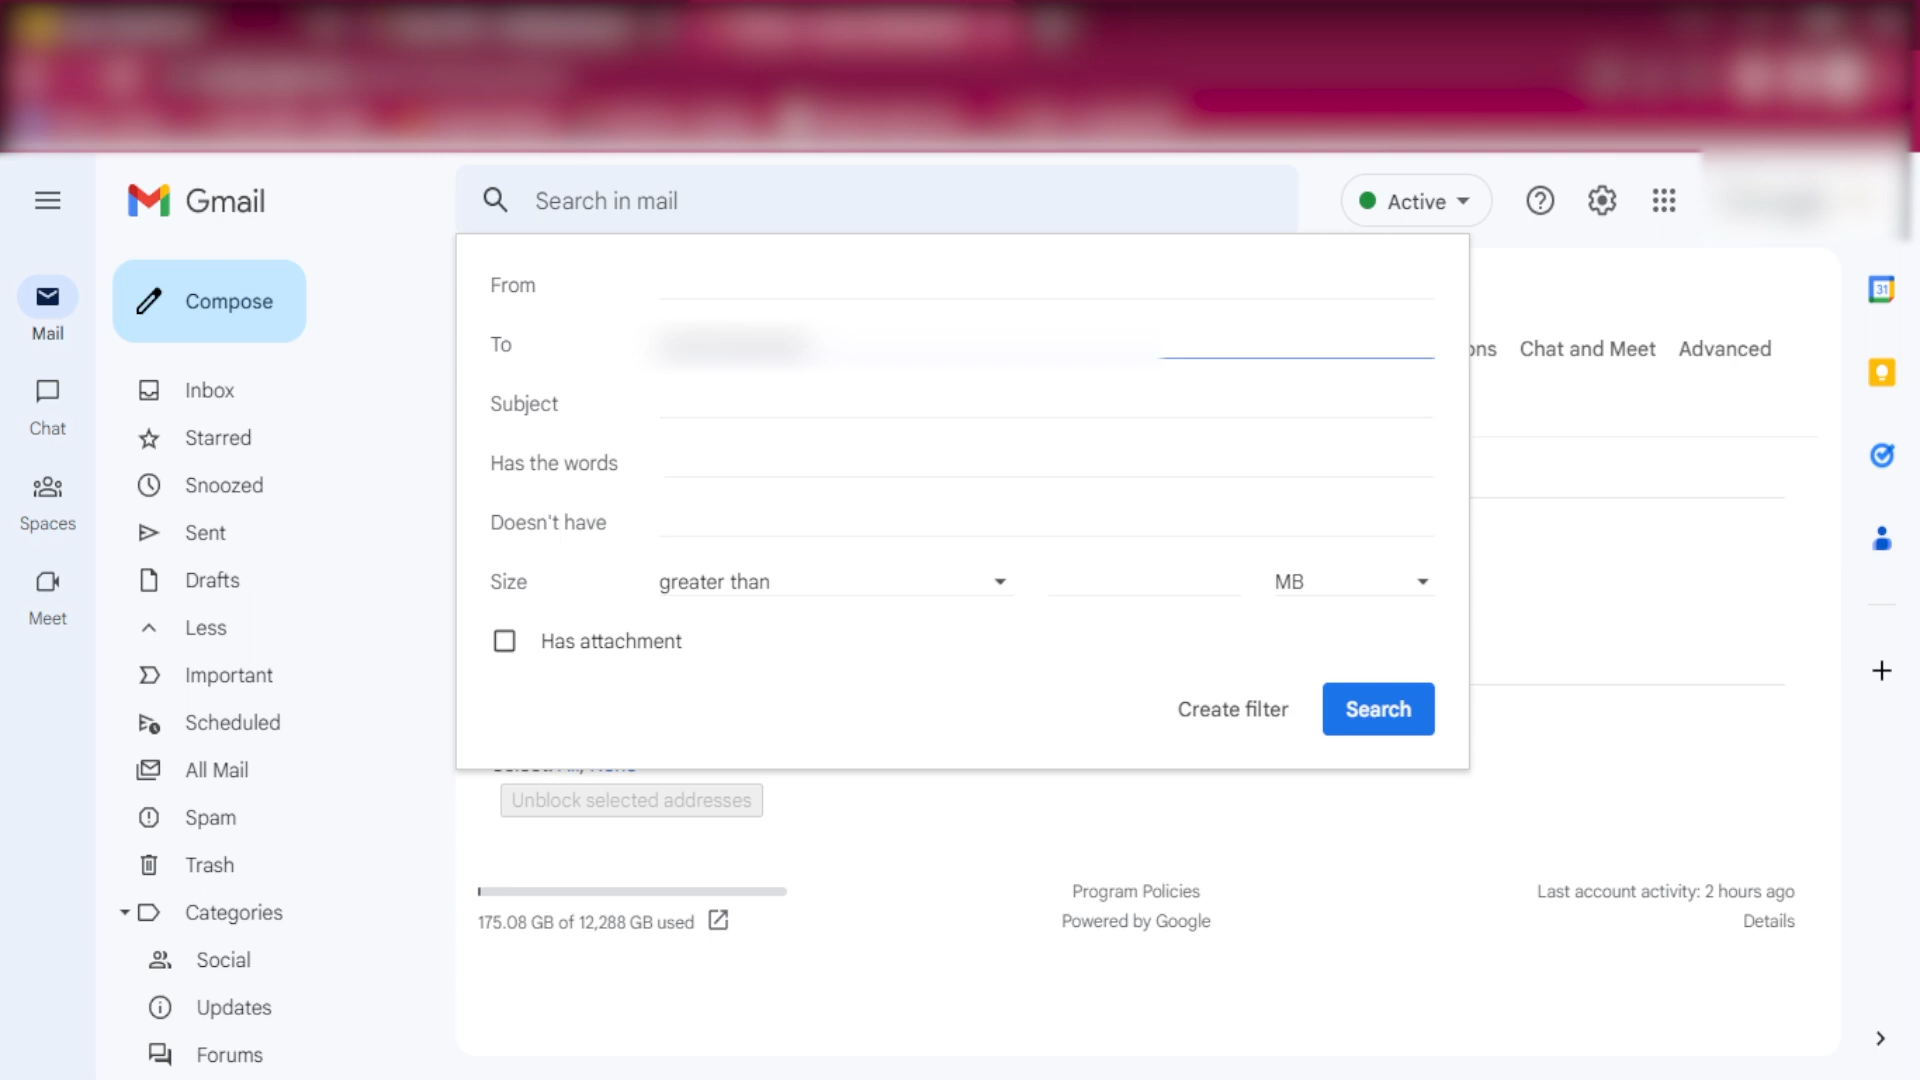 Gmail
Search in mail
Active
Compose
Mail
Chat
Spaces
Meet
Inbox
Starred
Snoozed
Sent
Drafts
Less
Important
Scheduled
All Mail
Spam
Trash
Categories
Social
Updates
Forums
From
To
Subject
Has the words
Doesn't have
Size greater than MB
Has attachment
Create filter Search
Chat and Meet Advanced
31
Unblock selected addresses
175.08 GB of 12,288 GB used
Program Policies
Powered by Google
Last account activity: 2 hours ago
Details